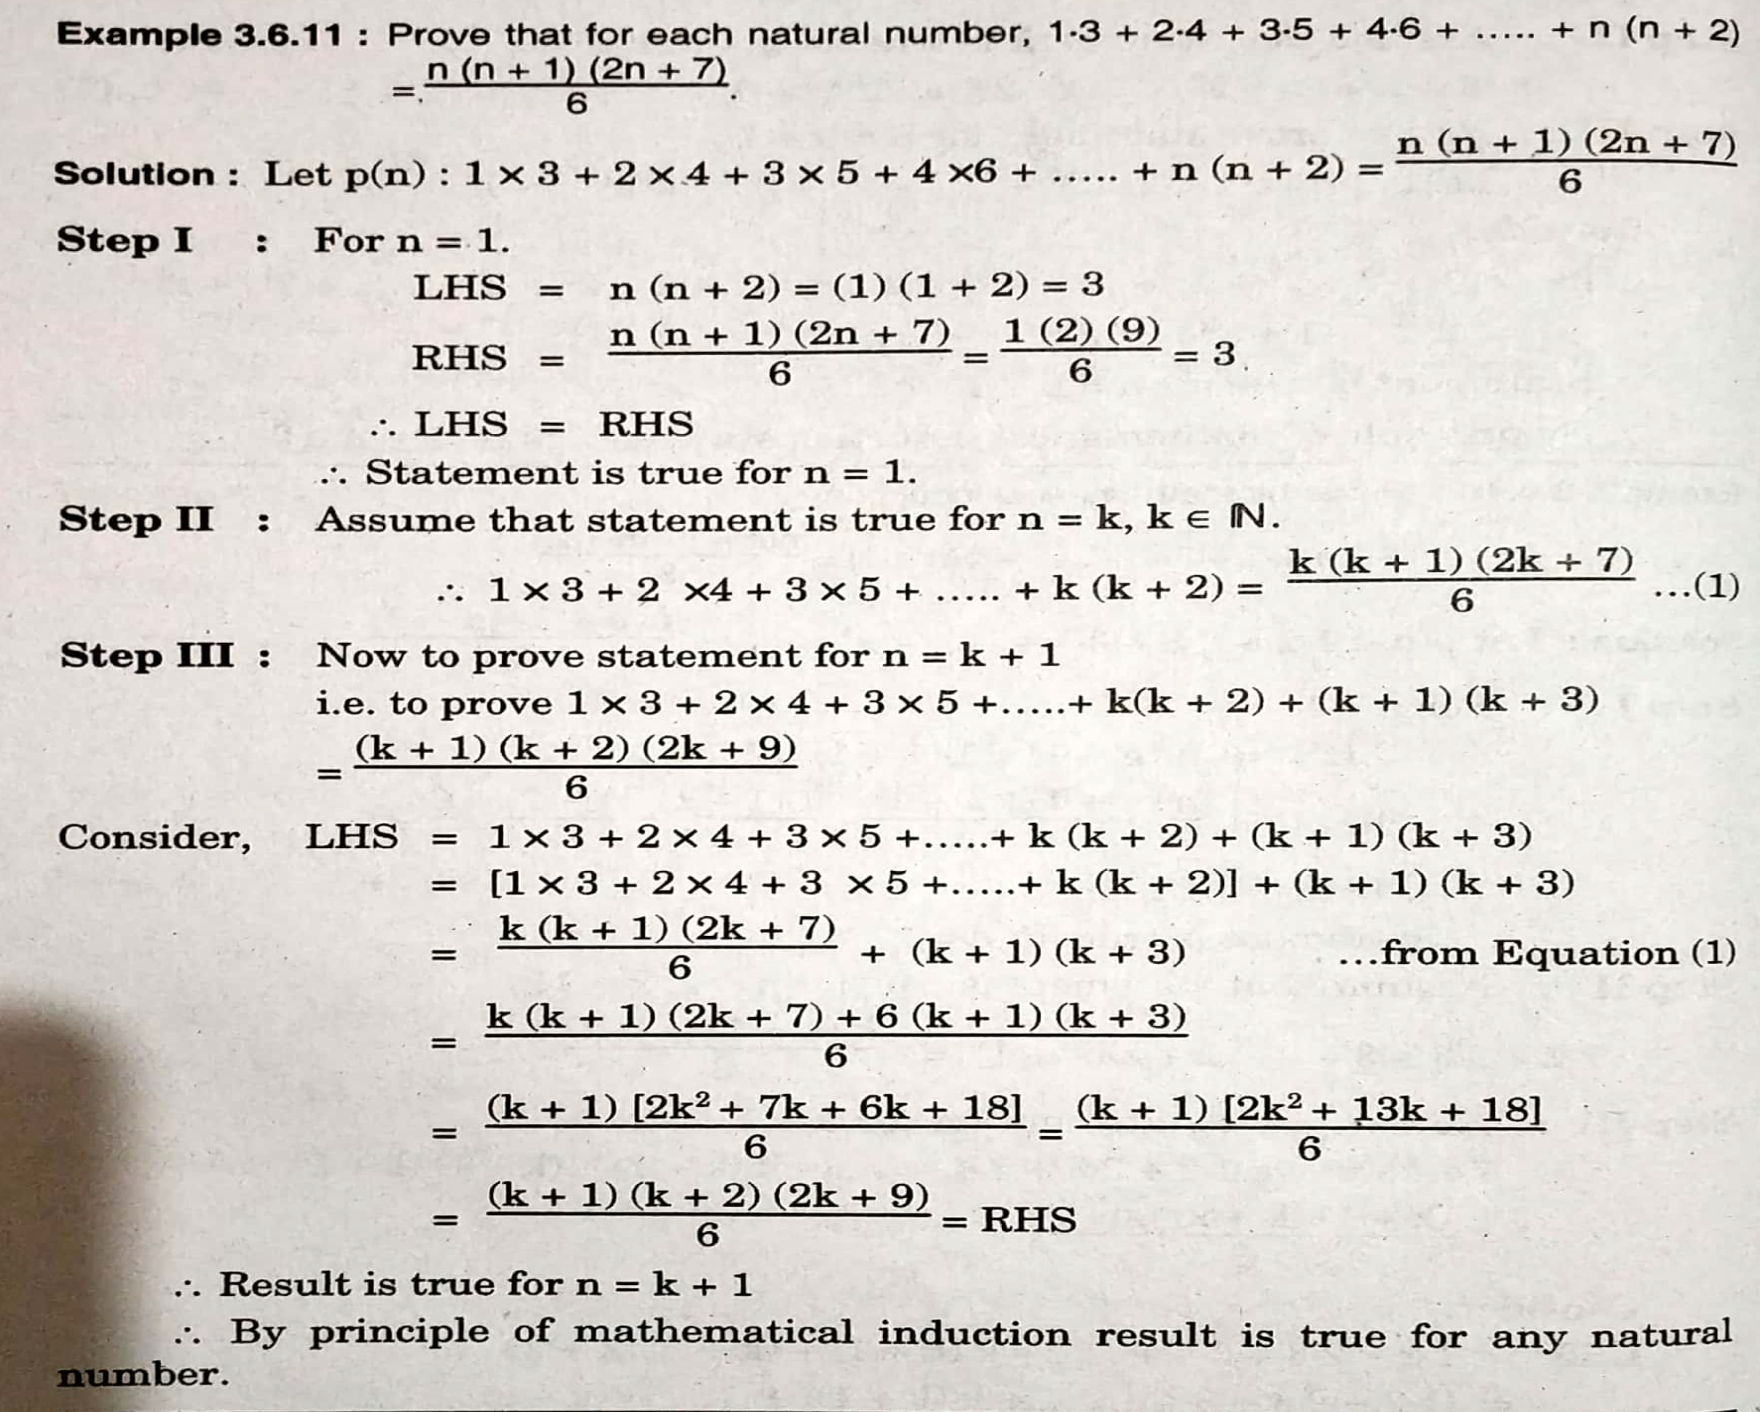 Example 3.6.11 : Prove that for each natural number, 1·3 + 2·4 + 3·5 + 4·6 + ..... + n (n + 2)
= n (n + 1) (2n + 7) / 6 .
Solution : Let p(n) : 1 × 3 + 2 × 4 + 3 × 5 + 4 ×6 + ..... + n (n + 2) = n (n + 1) (2n + 7) / 6
Step I : For n = 1.
LHS = n (n + 2) = (1) (1 + 2) = 3
RHS = n (n + 1) (2n + 7) / 6 = 1 (2) (9) / 6 = 3
∴ LHS = RHS
∴ Statement is true for n = 1.
Step II : Assume that statement is true for n = k, k ∈ ℕ.
∴ 1 × 3 + 2 ×4 + 3 × 5 + ..... + k (k + 2) = k (k + 1) (2k + 7) / 6 ...(1)
Step III : Now to prove statement for n = k + 1
i.e. to prove 1 × 3 + 2 × 4 + 3 × 5 +.....+ k(k + 2) + (k + 1) (k + 3)
= (k + 1) (k + 2) (2k + 9) / 6
Consider, LHS = 1 × 3 + 2 × 4 + 3 × 5 +.....+ k (k + 2) + (k + 1) (k + 3)
= [1 × 3 + 2 × 4 + 3 × 5 +.....+ k (k + 2)] + (k + 1) (k + 3)
= k (k + 1) (2k + 7) / 6 + (k + 1) (k + 3) ...from Equation (1)
= k (k + 1) (2k + 7) + 6 (k + 1) (k + 3) / 6
= (k + 1) [2k² + 7k + 6k + 18] / 6 = (k + 1) [2k² + 13k + 18] / 6
= (k + 1) (k + 2) (2k + 9) / 6 = RHS
∴ Result is true for n = k + 1
∴ By principle of mathematical induction result is true for any natural
number.